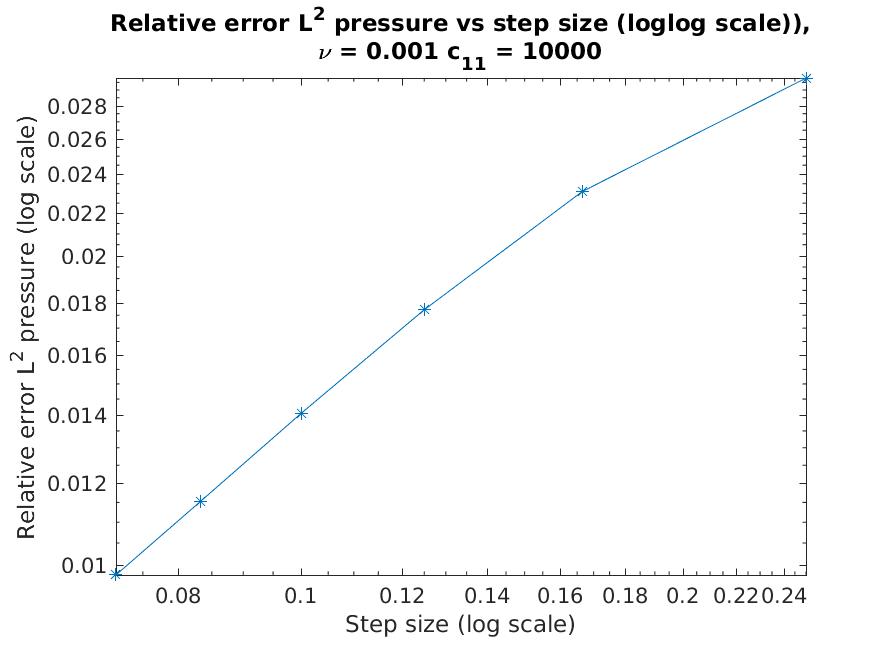 Relative error L² pressure vs step size (loglog scale)),
ν = 0.001 c₁₁ = 10000
Relative error L² pressure (log scale)
0.028
0.026
0.024
0.022
0.02
0.018
0.016
0.014
0.012
0.01
0.08 0.1 0.12 0.14 0.16 0.18 0.2 0.22 0.24
Step size (log scale)